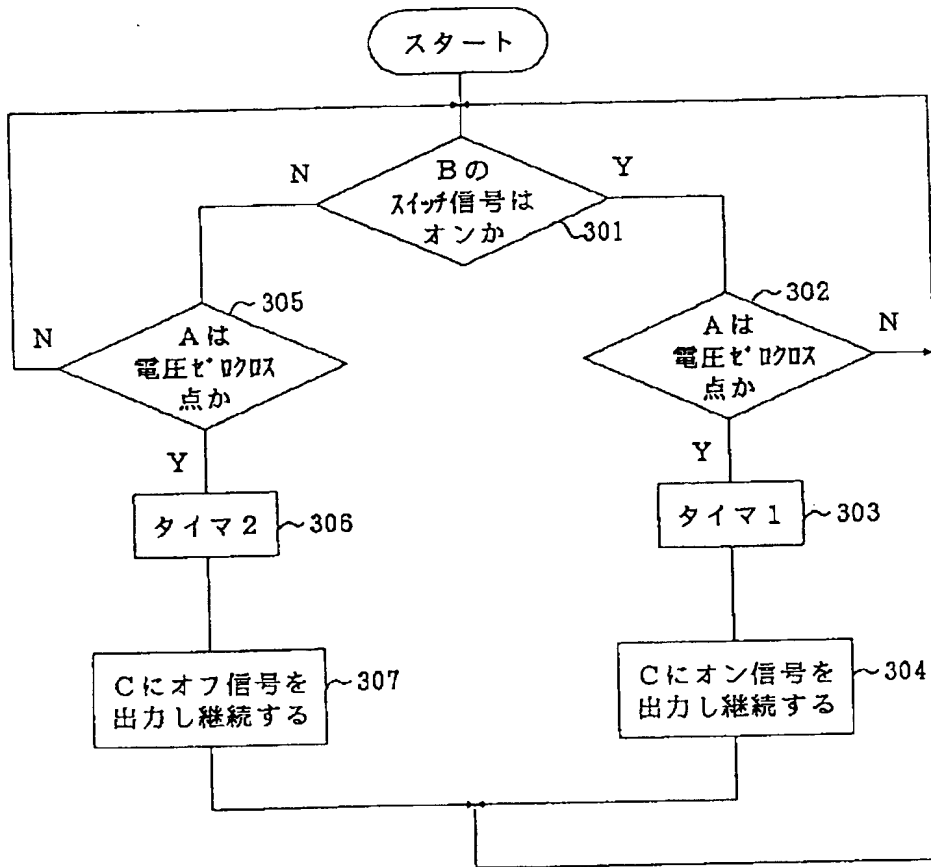 スタート
N
Bの
Y
スイッチ信号は
オンか
301
305
302
N
Aは
電圧ゼロクロス
点か
Aは
N
電圧ゼロクロス
点か
Y
Y
タイマ2
306
タイマ1
303
Cにオフ信号を
出力し継続する
307
Cにオン信号を
出力し継続する
304